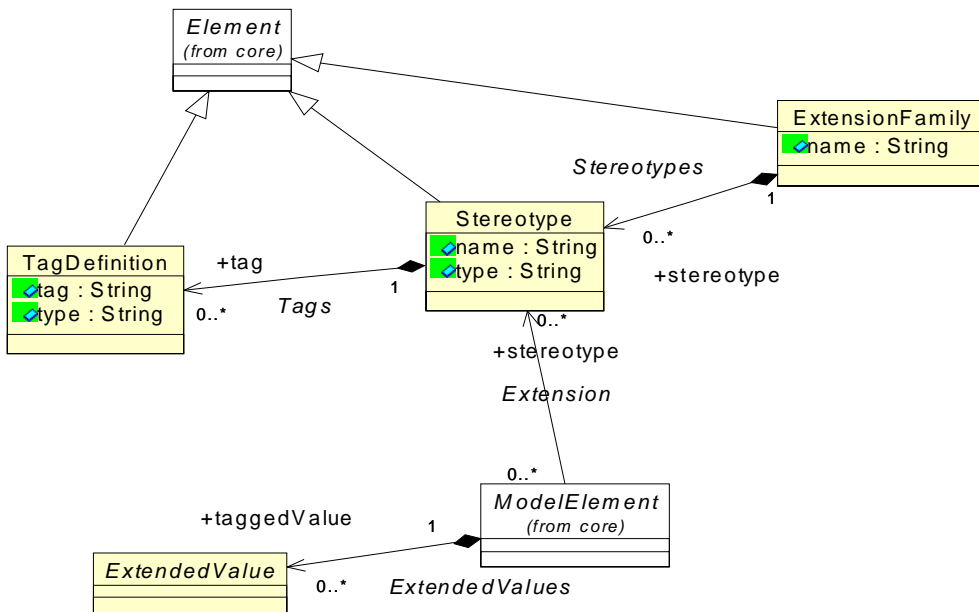 Element
(from core)
ExtensionFamily
name : String
Stereotypes
1
Stereotype
name : String
type : String
0..*
+stereotype
TagDefinition
tag : String
type : String
+tag
1
Tags
0..*
0..*
+stereotype
Extension
0..*
ModelElement
(from core)
+taggedValue
1
ExtendedValue
0..*
ExtendedValues